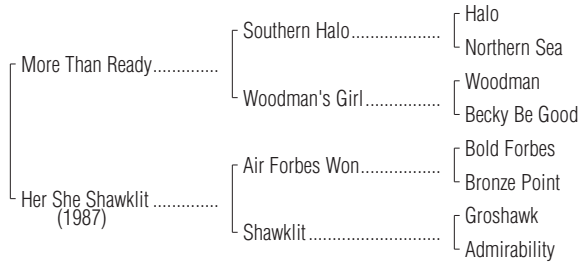 Halo
Southern Halo
Northern Sea
More Than Ready
Woodman
Woodman's Girl
Becky Be Good
Bold Forbes
Air Forbes Won
Bronze Point
Her She Shawklit
(1987)
Groshawk
Shawklit
Admirability